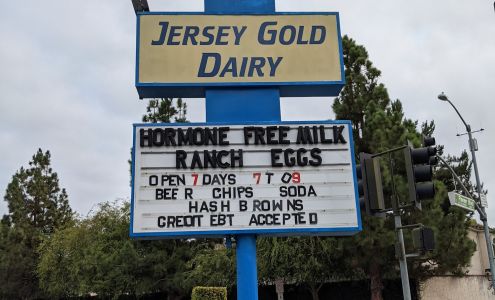 JERSEY GOLD
DAIRY
HORMONE FREE MILK
RANCH EGGS
OPEN 7 DAYS 7 TO 9
BEER CHIPS SODA
HASH BROWNS
CREDIT EBT ACCEPTED